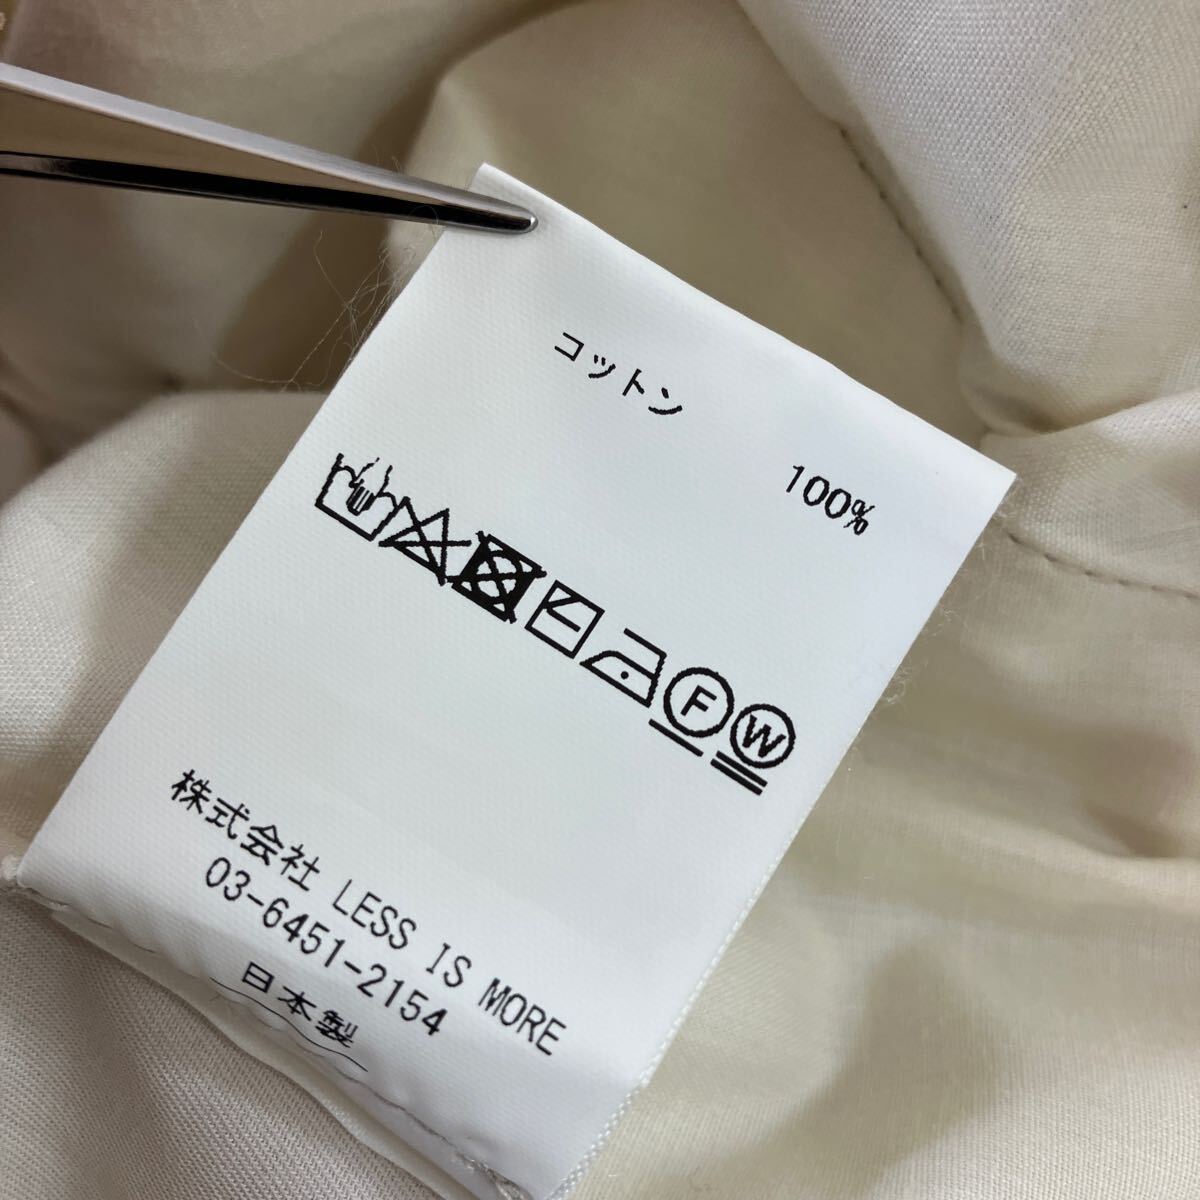 コットン
100%
F W
株式会社 LESS IS MORE
03-6451-2154
日本製